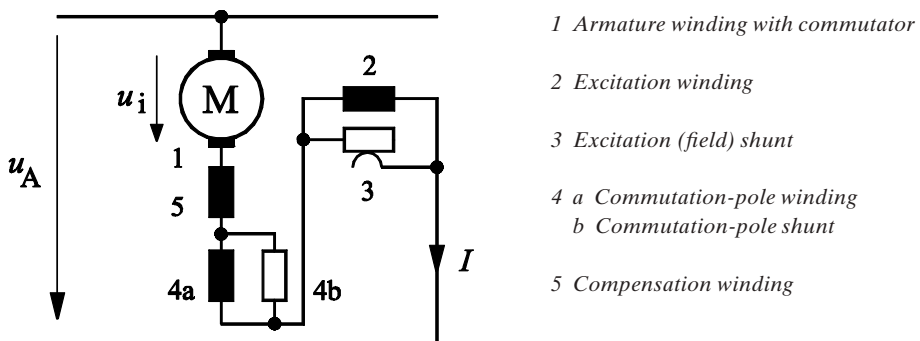 1 Armature winding with commutator
2 Excitation winding
3 Excitation (field) shunt
4 a Commutation-pole winding
b Commutation-pole shunt
5 Compensation winding
u_A
u_i
M
1
5
4a
4b
2
3
I